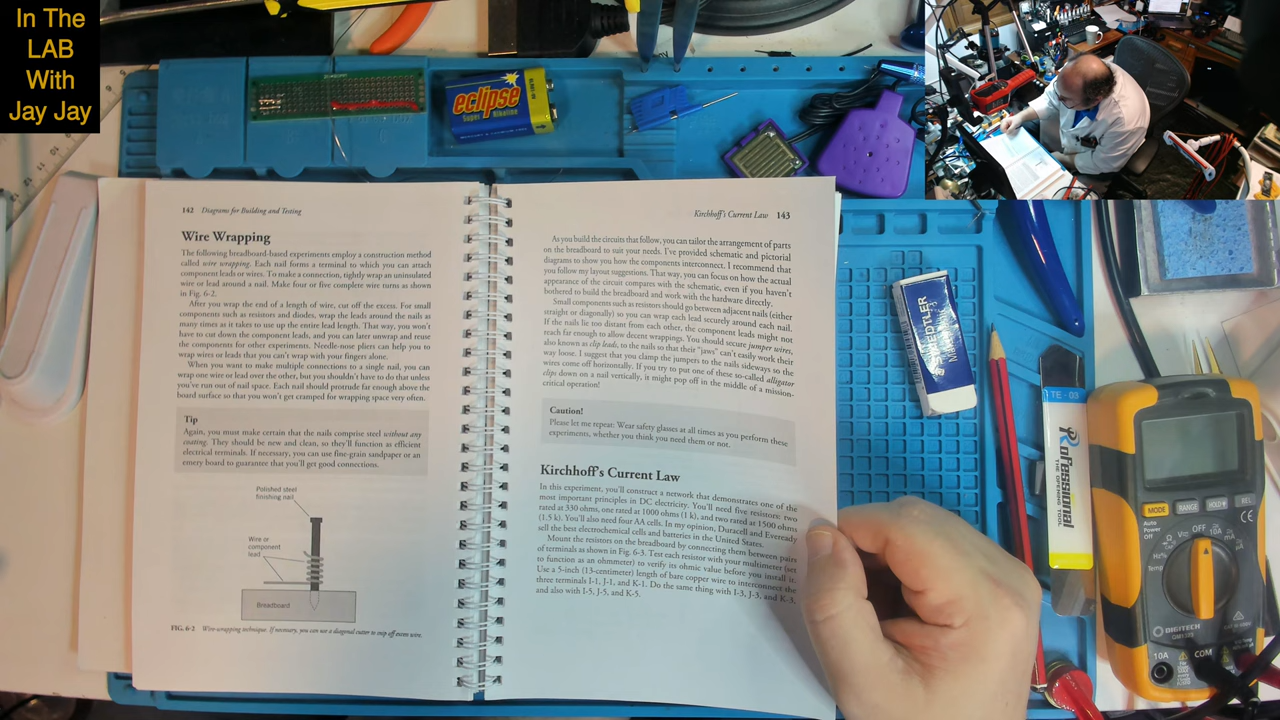 In The
LAB
With
Jay Jay
eclipse
Super Alkaline
142 Diagrams for Building and Testing
Wire Wrapping
The following breadboard-based experiments employ a construction method
called wire wrapping. Each nail forms a terminal to which you can attach
component leads or wires. To make a connection, tightly wrap an uninsulated
wire or lead around a nail. Make four or five complete wire turns as shown
in Fig. 6-2.
After you wrap the end of a length of wire, cut off the excess. For small
components such as resistors and diodes, wrap the leads around the nails as
many times as it takes to use up the entire lead length. That way, you won't
have to cut down the component leads, and you can later unwrap and reuse
the components for other experiments. Needle-nose pliers can help you to
wrap wires or leads that you can't wrap with your fingers alone.
When you want to make multiple connections to a single nail, you can
wrap one wire or lead over the other, but you shouldn't have to do that unless
you've run out of nail space. Each nail should protrude far enough above the
board surface so that you won't get cramped for wrapping space very often.
Tip
Again, you must make certain that the nails comprise steel without any
coating. They should be new and clean, so they'll function as efficient
electrical terminals. If necessary, you can use fine-grain sandpaper or an
emery board to guarantee that you'll get good connections.
Polished steel
finishing nail
Wire or
component
lead
Breadboard
FIG. 6-2 Wire-wrapping technique. If necessary, you can use a diagonal cutter to snip off excess wire.
Kirchhoff's Current Law 143
As you build the circuits that follow, you can tailor the arrangement of parts
on the breadboard to suit your needs. I've provided schematic and pictorial
diagrams to show you how the components interconnect. I recommend that
you follow my layout suggestions. That way, you can focus on how the actual
appearance of the circuit compares with the schematic, even if you haven't
bothered to build the breadboard and work with the hardware directly.
Small components such as resistors should go between adjacent nails (either
straight or diagonally) so you can wrap each lead securely around each nail.
If the nails lie too distant from each other, the component leads might not
reach far enough to allow decent wrappings. You should secure jumper wires,
also known as clip leads, to the nails so that their "jaws" can't easily work their
way loose. I suggest that you clamp the jumpers to the nails sideways so the
wires come off horizontally. If you try to put one of these so-called alligator
clips down on a nail vertically, it might pop off in the middle of a mission-
critical operation!
Caution!
Please let me repeat: Wear safety glasses at all times as you perform these
experiments, whether you think you need them or not.
Kirchhoff's Current Law
In this experiment, you'll construct a network that demonstrates one of the
most important principles in DC electricity. You'll need five resistors: two
rated at 330 ohms, one rated at 1000 ohms (1 k), and two rated at 1500 ohms
(1.5 k). You'll also need four AA cells. In my opinion, Duracell and Eveready
sell the best electrochemical cells and batteries in the United States.
Mount the resistors on the breadboard by connecting them between pairs
of terminals as shown in Fig. 6-3. Test each resistor with your multimeter (set
to function as an ohmmeter) to verify its ohmic value before you install it.
Use a 5-inch (13-centimeter) length of bare copper wire to interconnect the
three terminals I-1, J-1, and K-1. Do the same thing with I-3, J-3, and K-3,
and also with I-5, J-5, and K-5.
STAEDTLER
TE - 03
Professional
THE OPENING TOOL
MODE
RANGE
HOLD
REL
Auto
Power
Off
OFF
10A
DIGITECH
10A
COM